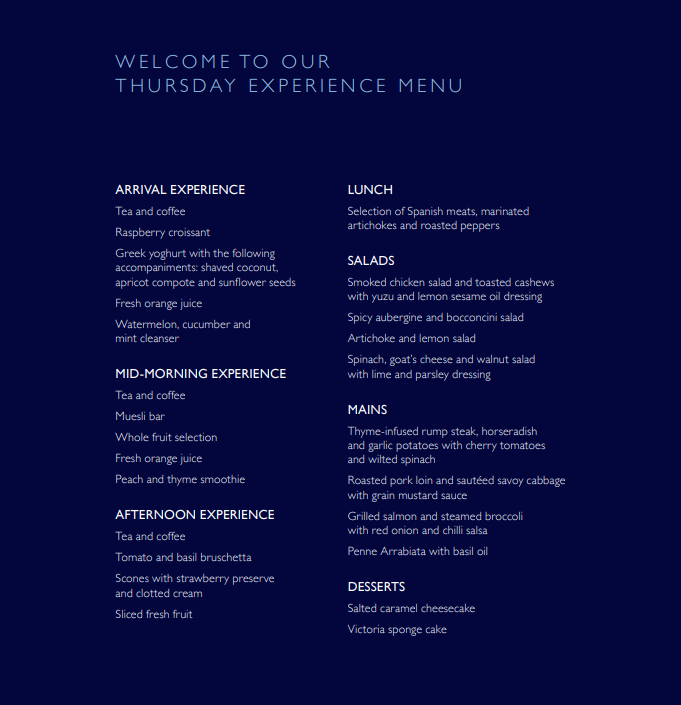 WELCOME TO OUR
THURSDAY EXPERIENCE MENU
ARRIVAL EXPERIENCE
Tea and coffee
Raspberry croissant
Greek yoghurt with the following
accompaniments: shaved coconut,
apricot compote and sunflower seeds
Fresh orange juice
Watermelon, cucumber and
mint cleanser
MID-MORNING EXPERIENCE
Tea and coffee
Muesli bar
Whole fruit selection
Fresh orange juice
Peach and thyme smoothie
AFTERNOON EXPERIENCE
Tea and coffee
Tomato and basil bruschetta
Scones with strawberry preserve
and clotted cream
Sliced fresh fruit
LUNCH
Selection of Spanish meats, marinated
artichokes and roasted peppers
SALADS
Smoked chicken salad and toasted cashews
with yuzu and lemon sesame oil dressing
Spicy aubergine and bocconcini salad
Artichoke and lemon salad
Spinach, goat's cheese and walnut salad
with lime and parsley dressing
MAINS
Thyme-infused rump steak, horseradish
and garlic potatoes with cherry tomatoes
and wilted spinach
Roasted pork loin and sautéed savoy cabbage
with grain mustard sauce
Grilled salmon and steamed broccoli
with red onion and chilli salsa
Penne Arrabiata with basil oil
DESSERTS
Salted caramel cheesecake
Victoria sponge cake